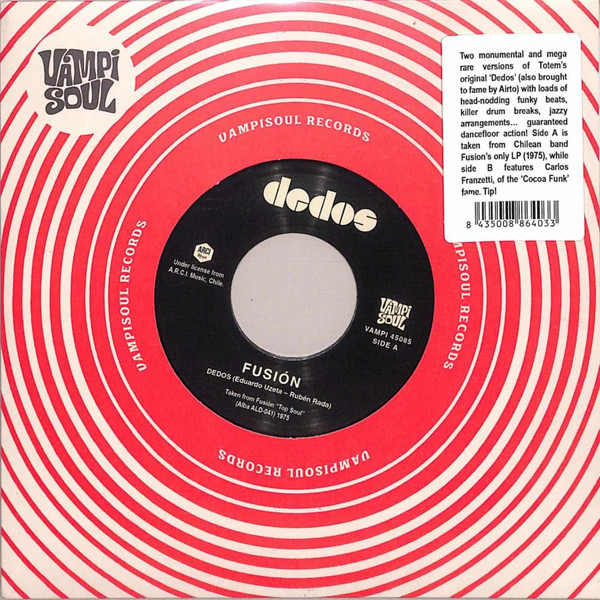 VAMPI
SOUL
Two monumental and mega
rare versions of Totem's
original 'Dedos' (also brought
to fame by Airto) with loads of
head-nodding funky beats,
killer drum breaks, jazzy
arrangements... guaranteed
dancefloor action! Side A is
taken from Chilean band
Fusion's only LP (1975), while
side B features Carlos
Franzetti, of the 'Cocoa Funk'
fame. Tip!
8 435008 864033
VAMPISOUL RECORDS
VAMPISOUL RECORDS
VAMPISOUL RECORDS
dedos
ARCI
Music
Under license from
A.R.C.I. Music, Chile.
VAMPI
SOUL
VAMPI 45085
SIDE A
FUSIÓN
DEDOS (Eduardo Uzeta – Rubén Rada)
Taken from Fusión "Top Soul"
(Alba ALD-041) 1975
VAMPISOUL RECORDS